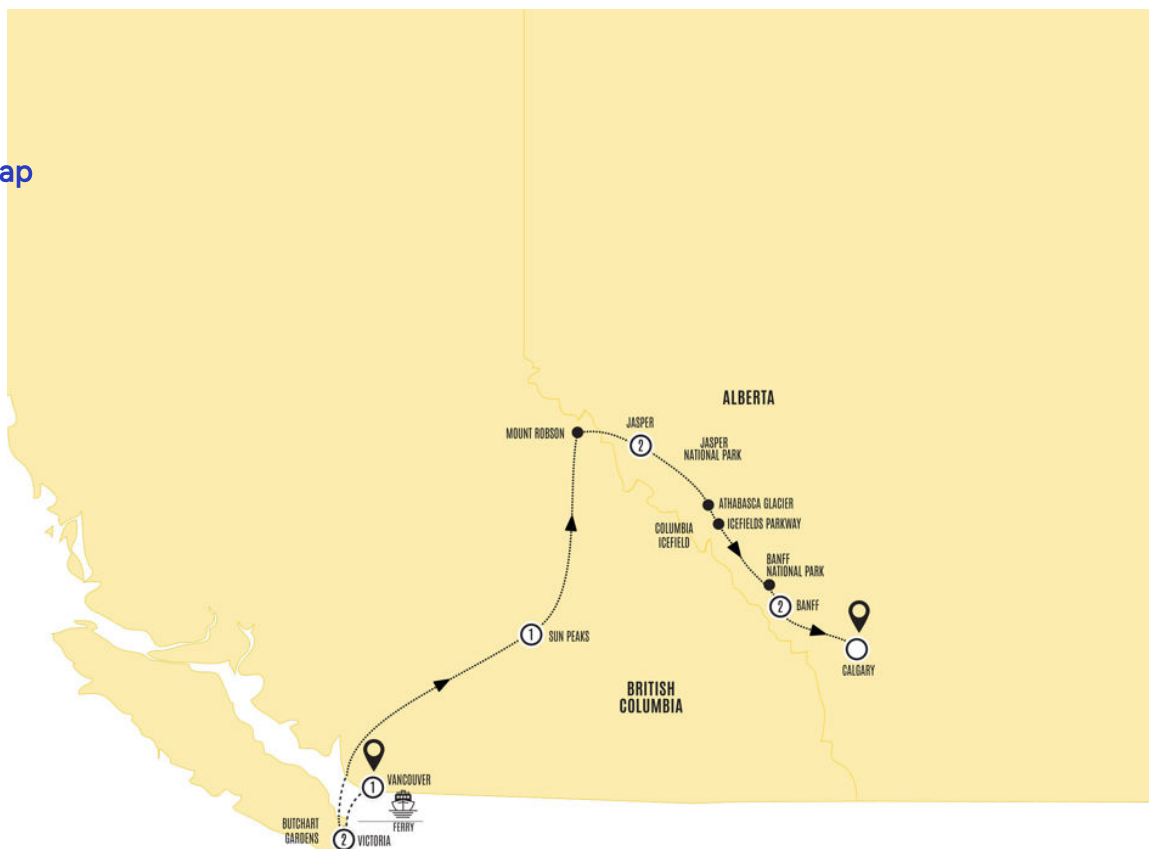 ap
ALBERTA
JASPER
2
MOUNT ROBSON
JASPER
NATIONAL PARK
ATHABASCA GLACIER
ICEFIELDS PARKWAY
COLUMBIA
ICEFIELD
BANFF
NATIONAL PARK
2 BANFF
1 SUN PEAKS
CALGARY
BRITISH
COLUMBIA
1 VANCOUVER
FERRY
BUTCHART
GARDENS
2 VICTORIA